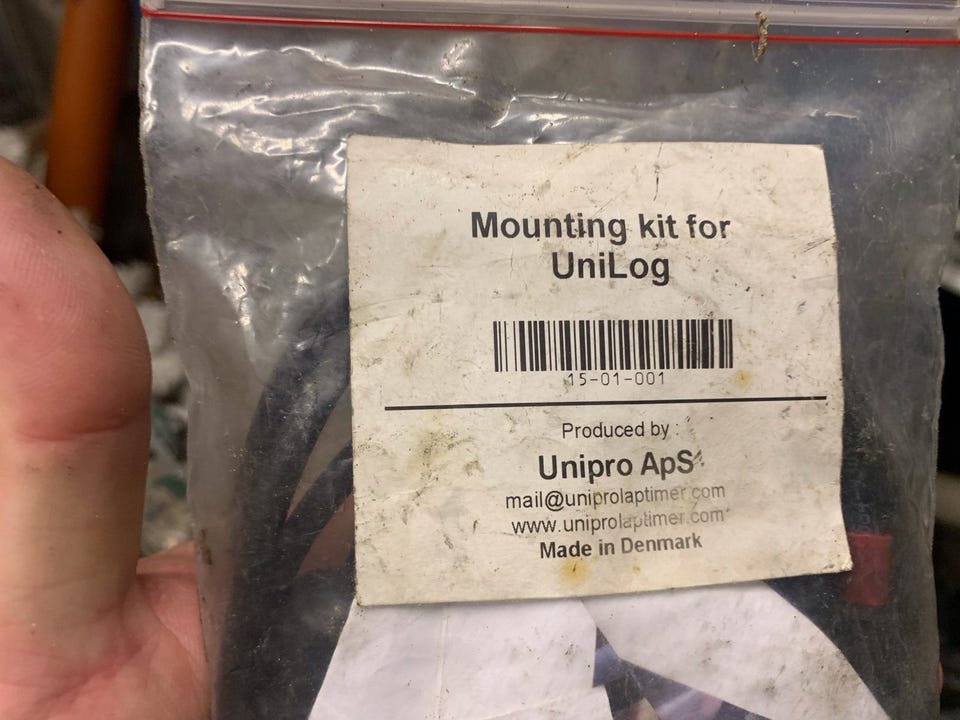 Mounting kit for
UniLog
15-01-001
Produced by :
Unipro ApS
mail@uniprolaptimer.com
www.uniprolaptimer.com
Made in Denmark